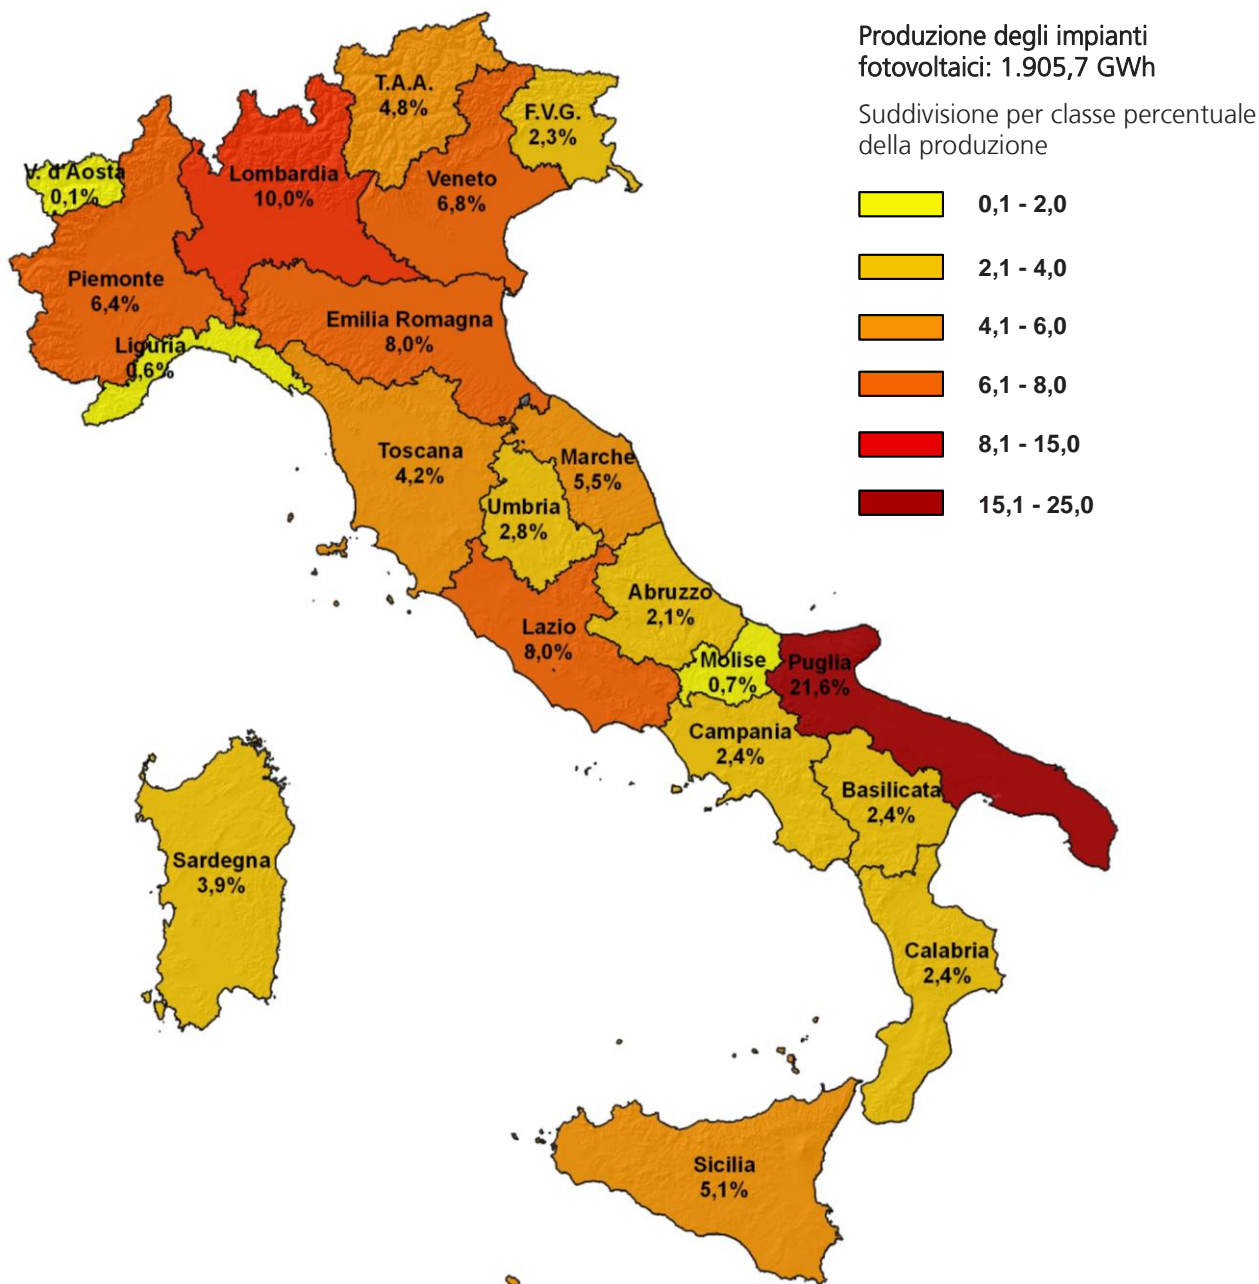 Produzione degli impianti
fotovoltaici: 1.905,7 GWh
Suddivisione per classe percentuale
della produzione
0,1 - 2,0
2,1 - 4,0
4,1 - 6,0
6,1 - 8,0
8,1 - 15,0
15,1 - 25,0
T.A.A.
4,8%
F.V.G.
2,3%
V. d'Aosta
0,1%
Lombardia
10,0%
Veneto
6,8%
Piemonte
6,4%
Emilia Romagna
8,0%
Liguria
0,6%
Toscana
4,2%
Marche
5,5%
Umbria
2,8%
Abruzzo
2,1%
Lazio
8,0%
Molise
0,7%
Puglia
21,6%
Campania
2,4%
Basilicata
2,4%
Sardegna
3,9%
Calabria
2,4%
Sicilia
5,1%